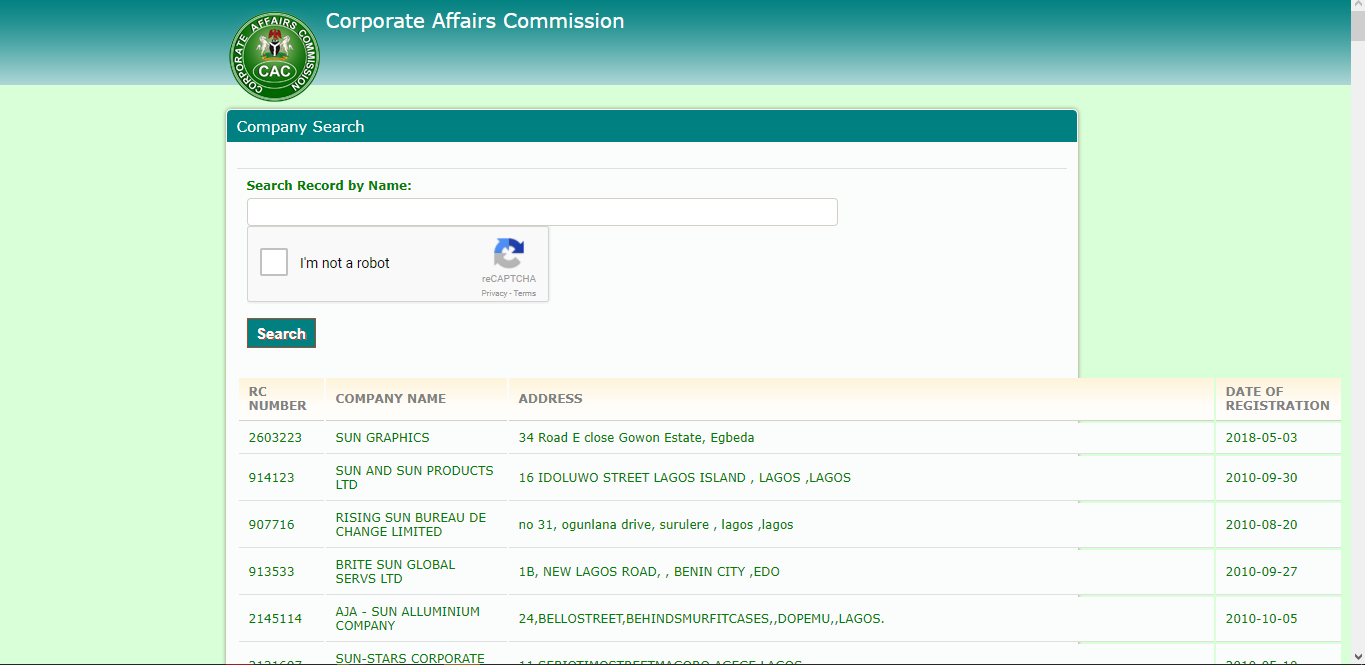 Corporate Affairs Commission
CORPORATE AFFAIRS COMMISSION
CAC
Company Search
Search Record by Name:
I'm not a robot
reCAPTCHA
Privacy - Terms
Search
RC NUMBER COMPANY NAME ADDRESS DATE OF REGISTRATION
2603223 SUN GRAPHICS 34 Road E close Gowon Estate, Egbeda 2018-05-03
914123 SUN AND SUN PRODUCTS LTD 16 IDOLUWO STREET LAGOS ISLAND , LAGOS ,LAGOS 2010-09-30
907716 RISING SUN BUREAU DE CHANGE LIMITED no 31, ogunlana drive, surulere , lagos ,lagos 2010-08-20
913533 BRITE SUN GLOBAL SERVS LTD 1B, NEW LAGOS ROAD, , BENIN CITY ,EDO 2010-09-27
2145114 AJA - SUN ALLUMINIUM COMPANY 24,BELLOSTREET,BEHINDSMURFITCASES,,DOPEMU,,LAGOS. 2010-10-05
SUN-STARS CORPORATE